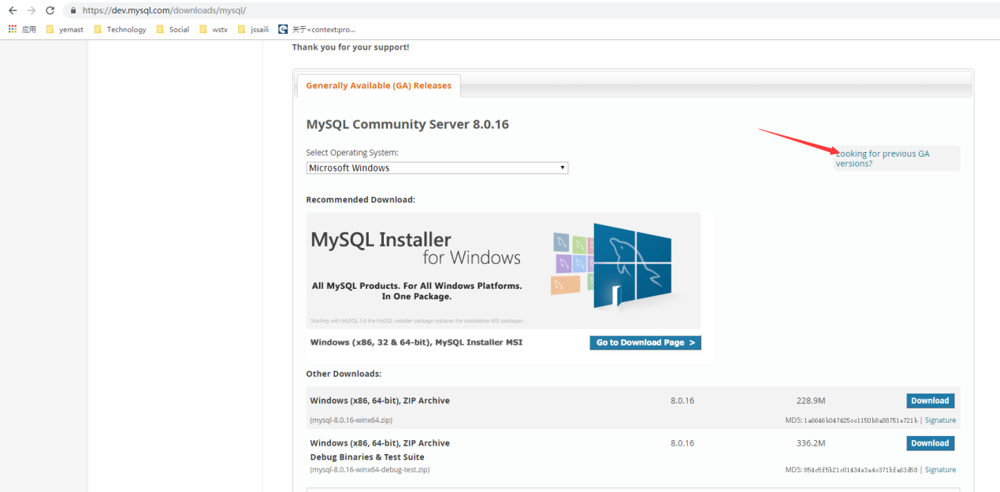 https://dev.mysql.com/downloads/mysql/
应用 yemast Technology Social wstx jssaili 关于<context:pro...
Thank you for your support!
Generally Available (GA) Releases
MySQL Community Server 8.0.16
Select Operating System:
Microsoft Windows
Looking for previous GA
versions?
Recommended Download:
MySQL Installer
for Windows
All MySQL Products. For All Windows Platforms.
In One Package.
Starting with MySQL 5.6 the MySQL Installer package replaces the standalone MSI packages.
Windows (x86, 32 & 64-bit), MySQL Installer MSI
Go to Download Page >
Other Downloads:
Windows (x86, 64-bit), ZIP Archive 8.0.16 228.9M Download
(mysql-8.0.16-winx64.zip) MD5: 1a6646b047425cc1150b8a88751a721b | Signature
Windows (x86, 64-bit), ZIP Archive 8.0.16 336.2M Download
Debug Binaries & Test Suite
(mysql-8.0.16-winx64-debug-test.zip) MD5: 854c5f5b21c01434e3a4c371bfa63d58 | Signature